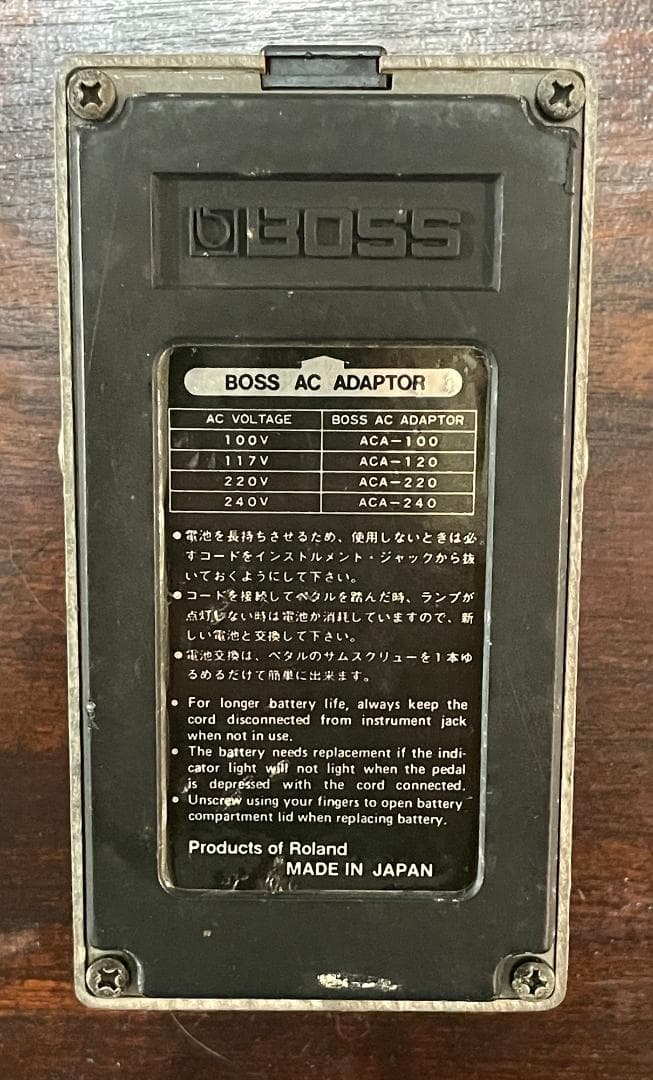 BOSS
BOSS AC ADAPTOR
AC VOLTAGE BOSS AC ADAPTOR
100V ACA-100
117V ACA-120
220V ACA-220
240V ACA-240
●電池を長持ちさせるため、使用しないときは必
ずコードをインストルメント・ジャックから抜
いておくようにして下さい。
●コードを接続してペタルを踏んだ時、ランプが
点灯しない時は電池が消耗していますので、新
しい電池と交換して下さい。
●電池交換は、ペタルのサムスクリューを1本ゆ
るめるだけで簡単に出来ます。
● For longer battery life, always keep the
cord disconnected from instrument jack
when not in use.
● The battery needs replacement if the indi-
cator light will not light when the pedal
is depressed with the cord connected.
● Unscrew using your fingers to open battery
compartment lid when replacing battery.
Products of Roland
MADE IN JAPAN